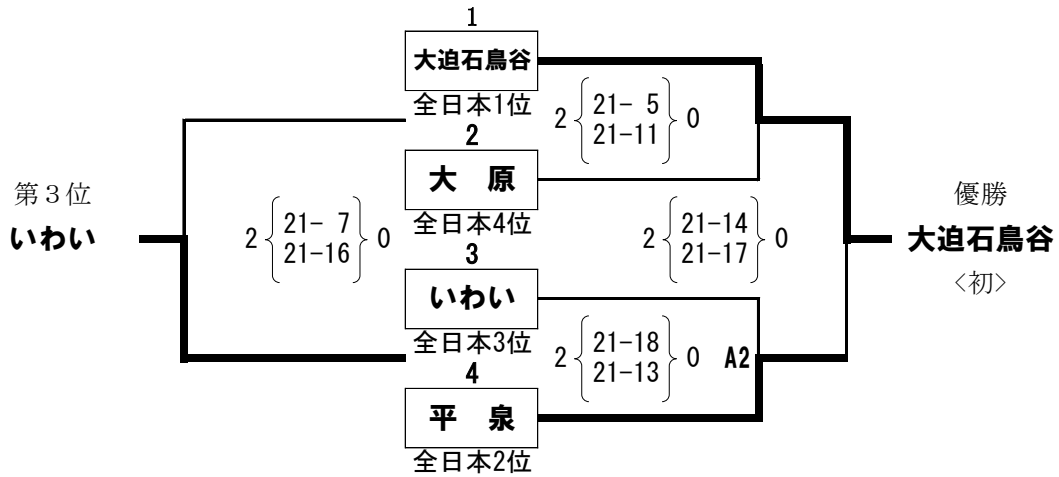 1
大迫石鳥谷
全日本1位
2 21- 5 0
21-11
2
大 原
全日本4位
第３位
いわい
2 21- 7 0
21-16
2 21-14 0
21-17
優勝
大迫石鳥谷
<初>
3
いわい
全日本3位
2 21-18 0 A2
21-13
4
平 泉
全日本2位